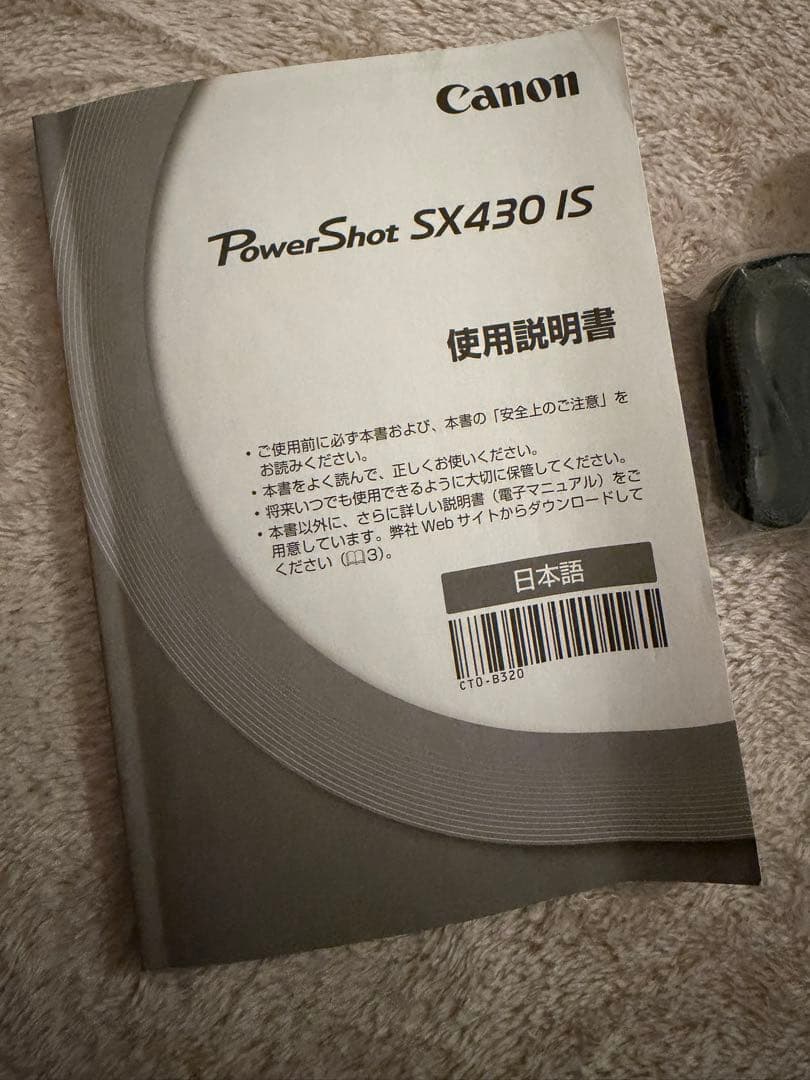 Canon
PowerShot SX430 IS
使用説明書
・ご使用前に必ず本書および、本書の「安全上のご注意」を
お読みください。
・本書をよく読んで、正しくお使いください。
・将来いつでも使用できるように大切に保管してください。
・本書以外に、さらに詳しい説明書（電子マニュアル）をご
用意しています。弊社 Web サイトからダウンロードして
ください（📖3）。
日本語
CT0-B320